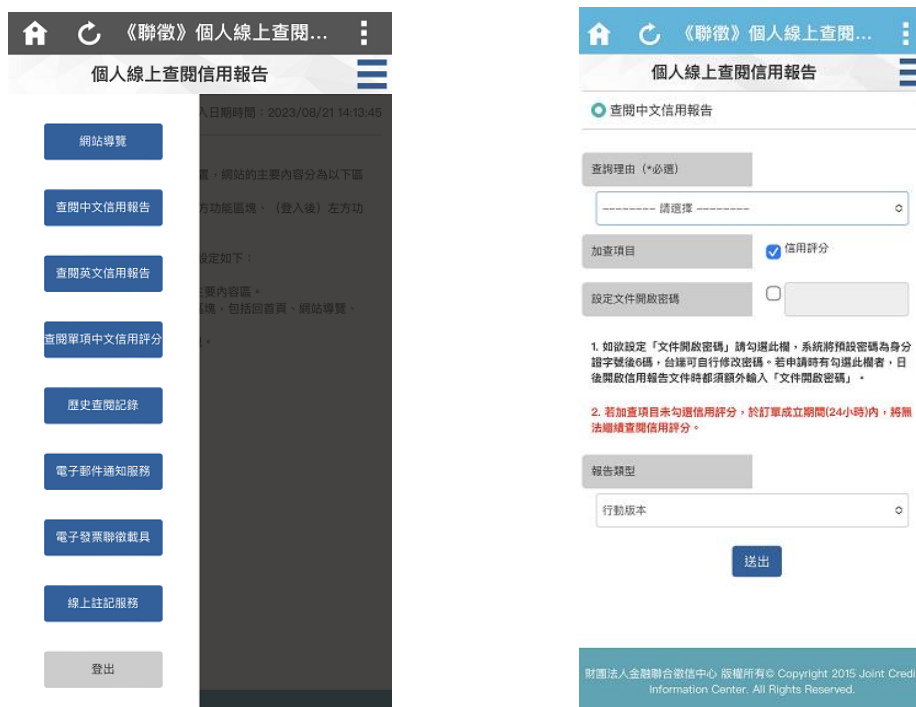 《聯徵》個人線上查閱...
個人線上查閱信用報告
入日期時間：2023/08/21 14:13:45
網站導覽
置，網站的主要內容分為以下區
查閱中文信用報告
方功能區塊、（登入後）左方功
設定如下：
查閱英文信用報告
主要內容區。
區塊，包括回首頁、網站導覽、
查閱單項中文信用評分
歷史查閱記錄
電子郵件通知服務
電子發票聯徵載具
線上註記服務
登出
《聯徵》個人線上查閱...
個人線上查閱信用報告
查閱中文信用報告
查詢理由（*必選）
-------- 請選擇 --------
加查項目
信用評分
設定文件開啟密碼
1. 如欲設定「文件開啟密碼」請勾選此欄，系統將預設密碼為身分
證字號後6碼，台端可自行修改密碼。若申請時有勾選此欄者，日
後開啟信用報告文件時都須額外輸入「文件開啟密碼」。
2. 若加查項目未勾選信用評分，於訂單成立期間(24小時)內，將無
法繼續查閱信用評分。
報告類型
行動版本
送出
財團法人金融聯合徵信中心 版權所有© Copyright 2015 Joint Credi
Information Center. All Rights Reserved.